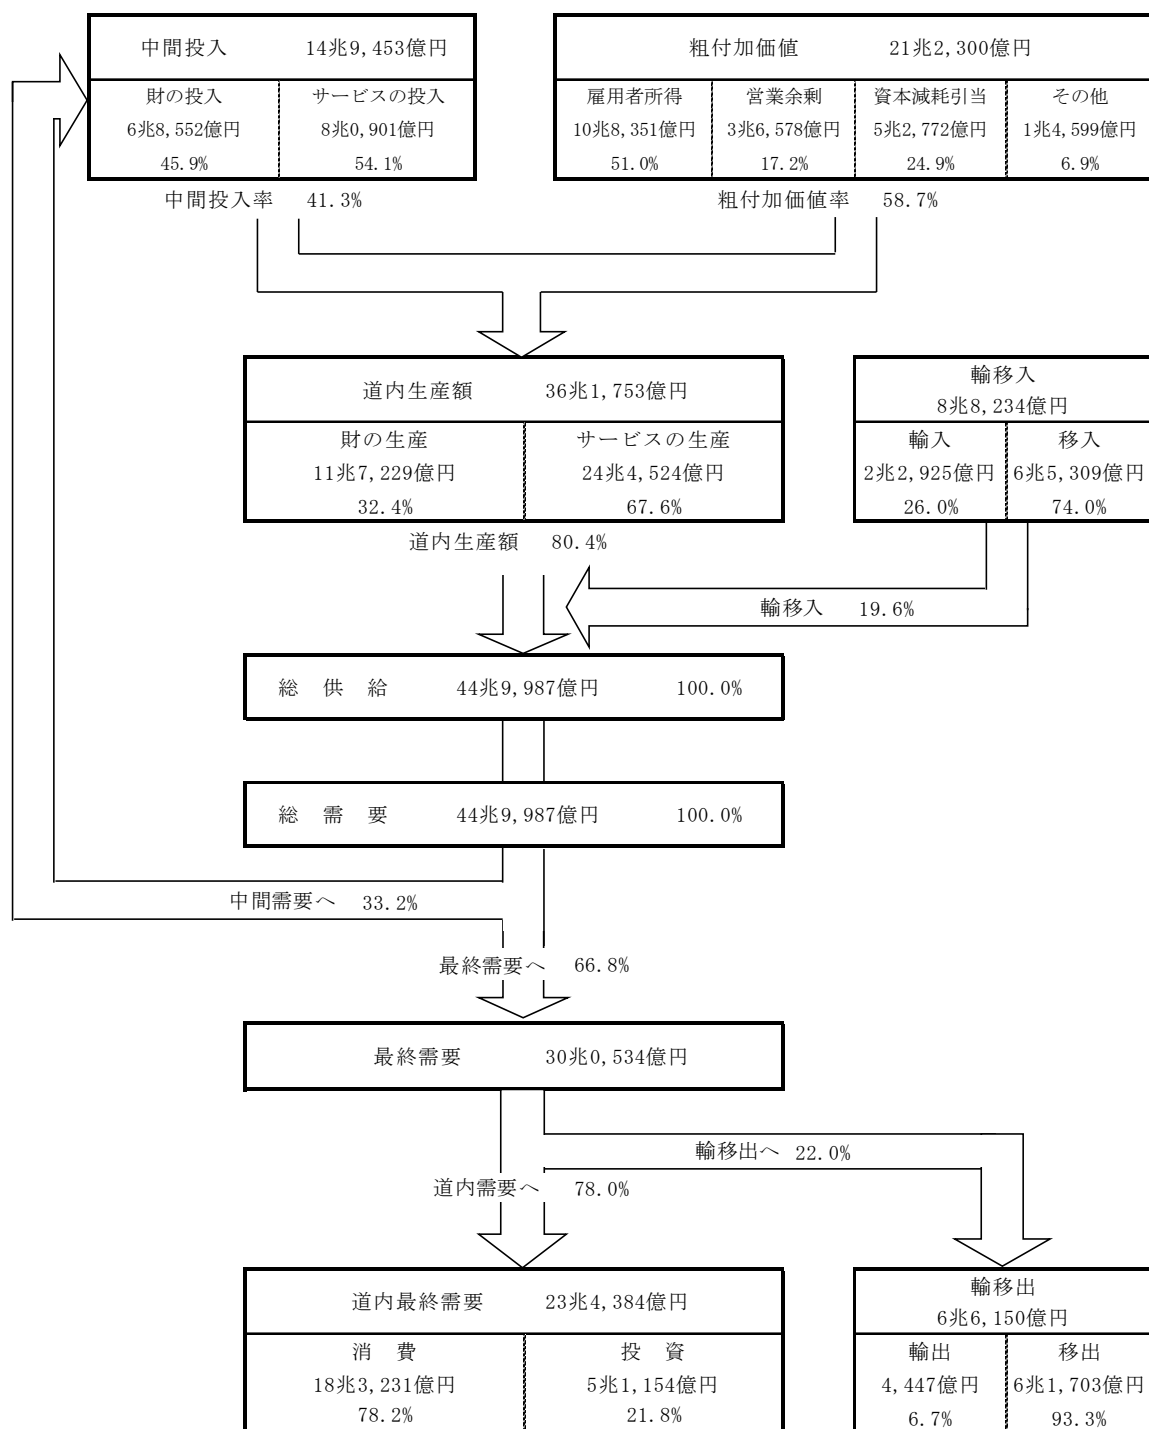 中間投入 14兆9,453億円
財の投入 サービスの投入
6兆8,552億円 8兆0,901億円
45.9% 54.1%
中間投入率 41.3%
粗付加価値 21兆2,300億円
雇用者所得 営業余剰 資本減耗引当 その他
10兆8,351億円 3兆6,578億円 5兆2,772億円 1兆4,599億円
51.0% 17.2% 24.9% 6.9%
粗付加価値率 58.7%
道内生産額 36兆1,753億円
財の生産 サービスの生産
11兆7,229億円 24兆4,524億円
32.4% 67.6%
道内生産額 80.4%
輸移入
8兆8,234億円
輸入 移入
2兆2,925億円 6兆5,309億円
26.0% 74.0%
輸移入 19.6%
総 供 給 44兆9,987億円 100.0%
総 需 要 44兆9,987億円 100.0%
中間需要へ 33.2%
最終需要へ 66.8%
最終需要 30兆0,534億円
輸移出へ 22.0%
道内需要へ 78.0%
道内最終需要 23兆4,384億円
消 費 投 資
18兆3,231億円 5兆1,154億円
78.2% 21.8%
輸移出
6兆6,150億円
輸出 移出
4,447億円 6兆1,703億円
6.7% 93.3%